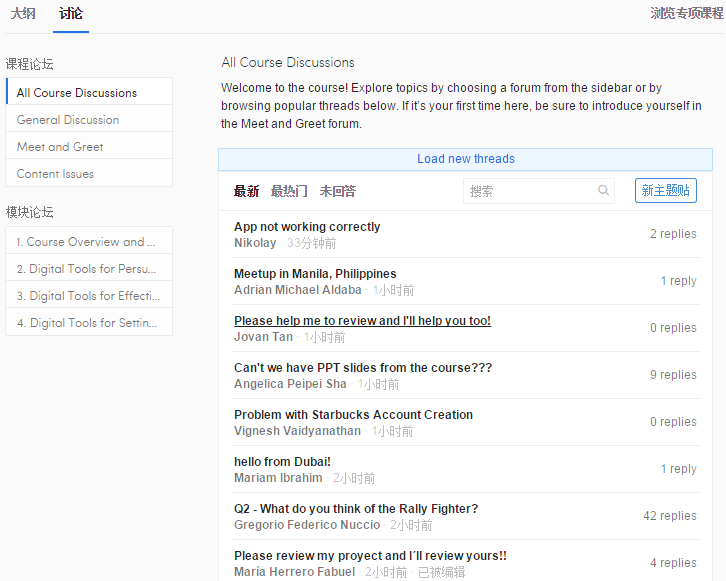 大纲 讨论 浏览专项课程
课程论坛
All Course Discussions
General Discussion
Meet and Greet
Content Issues
模块论坛
1. Course Overview and ...
2. Digital Tools for Persu...
3. Digital Tools for Effecti...
4. Digital Tools for Settin...
All Course Discussions
Welcome to the course! Explore topics by choosing a forum from the sidebar or by
browsing popular threads below. If it's your first time here, be sure to introduce yourself in
the Meet and Greet forum.
Load new threads
最新 最热门 未回答 搜索 新主题贴
App not working correctly
Nikolay · 33分钟前
2 replies
Meetup in Manila, Philippines
Adrian Michael Aldaba · 1小时前
1 reply
Please help me to review and I'll help you too!
Jovan Tan · 1小时前
0 replies
Can't we have PPT slides from the course???
Angelica Peipei Sha · 1小时前
9 replies
Problem with Starbucks Account Creation
Vignesh Vaidyanathan · 1小时前
0 replies
hello from Dubai!
Mariam Ibrahim · 2小时前
1 reply
Q2 - What do you think of the Rally Fighter?
Gregorio Federico Nuccio · 2小时前
42 replies
Please review my proyect and I´ll review yours!!
María Herrero Fabuel · 2小时前 · 已被编辑
4 replies